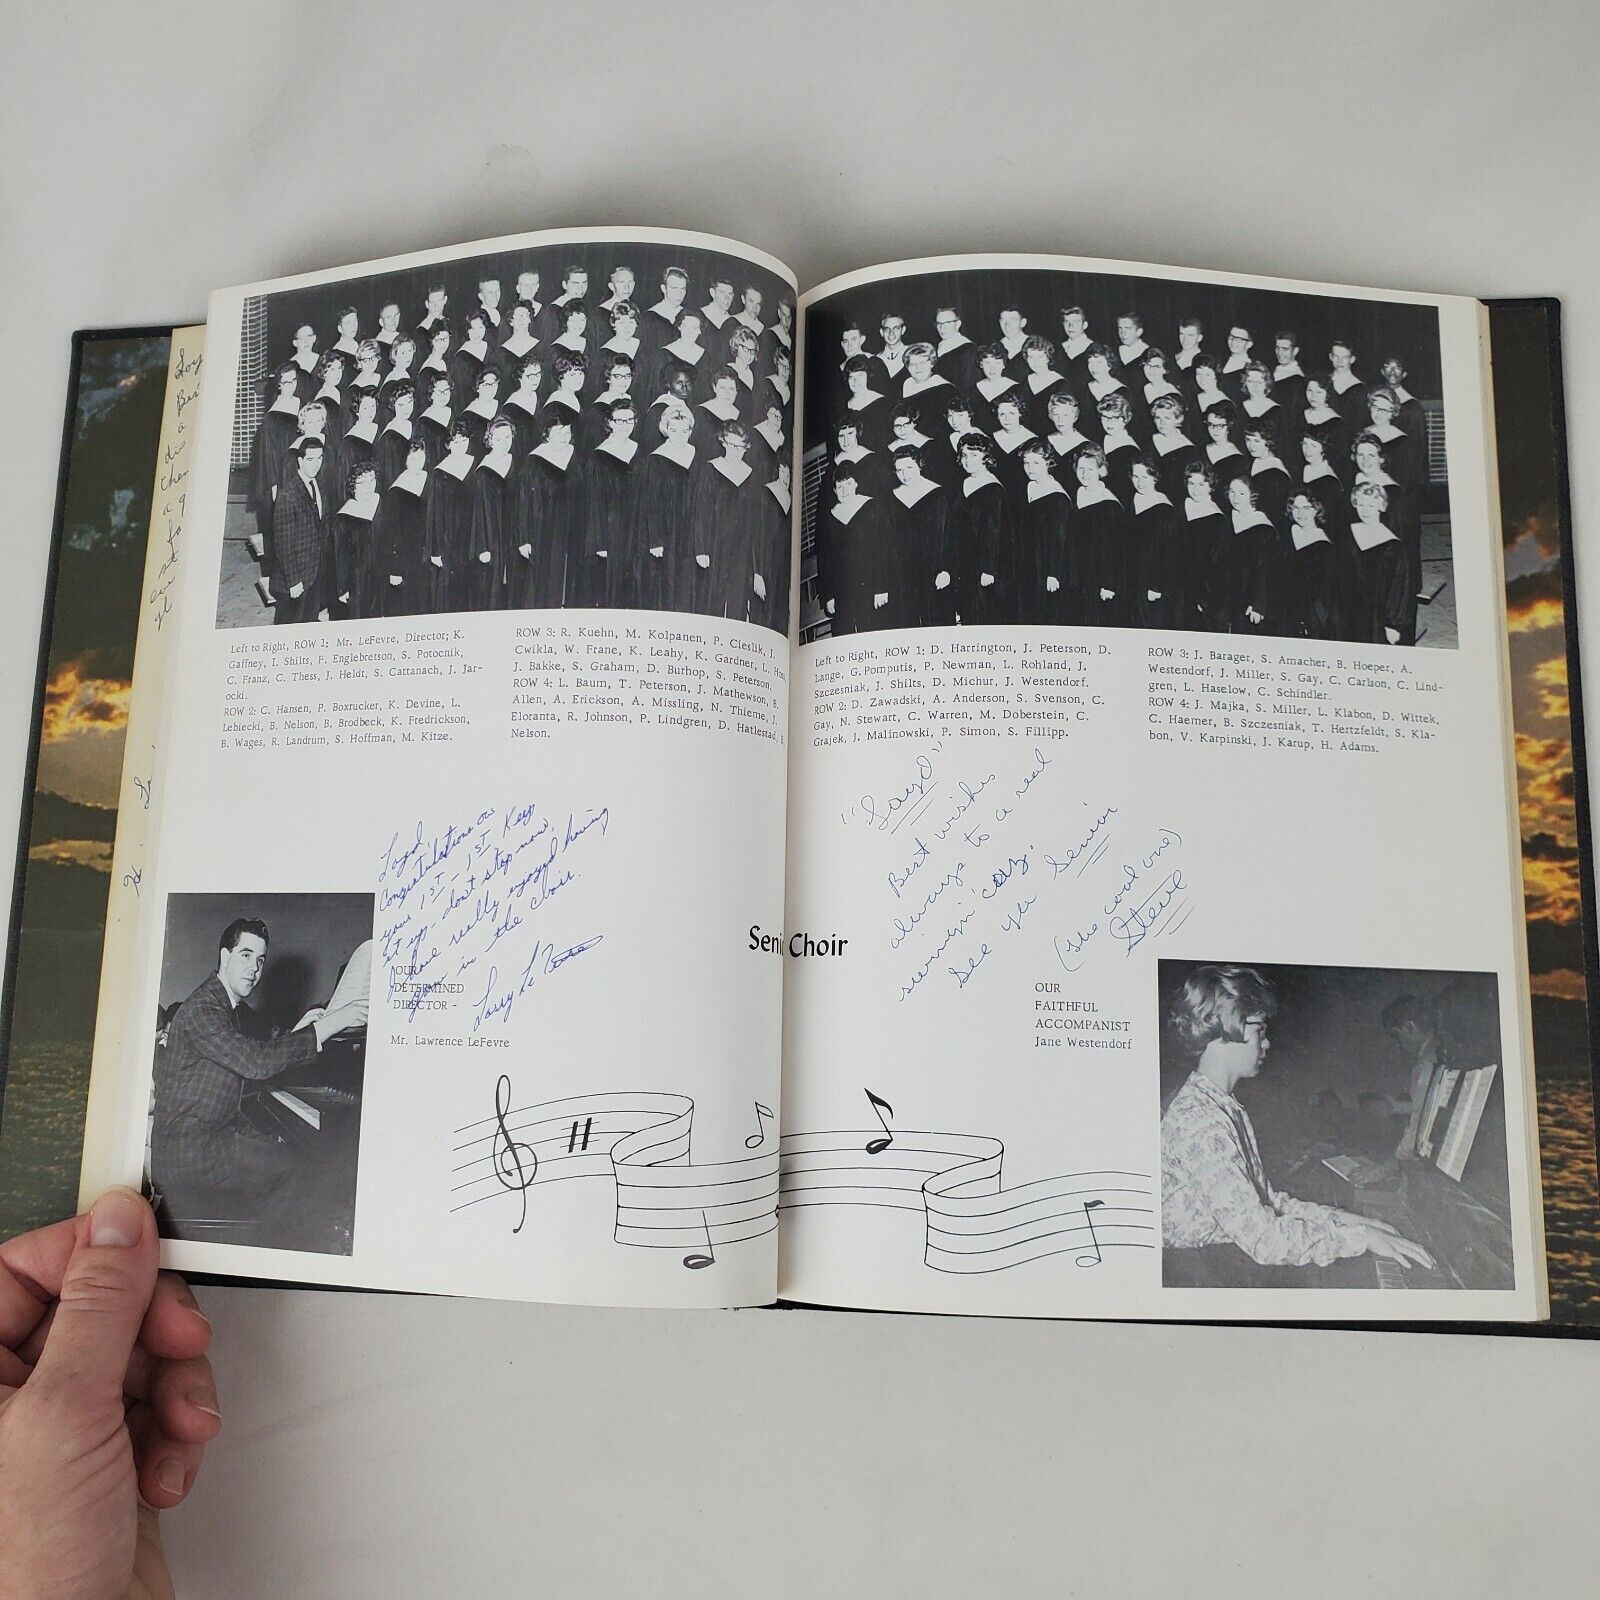 Left to Right, ROW 1: Mr. LeFevre, Director; K.
Gaffney, I. Shilts, F. Englebretson, S. Potocnik,
C. Franz, C. Thess, J. Heldt, S. Cattanach, J. Jar-
ocki.
ROW 2: C. Hansen, P. Boxrucker, K. Devine, L.
Lebiecki, B. Nelson, B. Brodbeck, K. Fredrickson,
B. Wages, R. Landrum, S. Hoffman, M. Kitze.
ROW 3: R. Kuehn, M. Kolpanen, P. Cieslik, J.
Cwikla, W. Frane, K. Leahy, K. Gardner, L.
J. Bakke, S. Graham, D. Burhop, S. Peterson.
ROW 4: L. Baum, T. Peterson, J. Mathewson, B.
Allen, A. Erickson, A. Missling, N. Thieme, J.
Eloranta, R. Johnson, P. Lindgren, D. Hatlestad,
Nelson.
Congratulations on
your 1ST - 1ST Keep
it up - dont stop now.
I have really enjoyed having
you in the choir.
OUR
DETERMINED
DIRECTOR -
Mr. Lawrence LeFevre
Left to Right, ROW 1: D. Harrington, J. Peterson, D.
Lange, G. Pomputis, P. Newman, L. Rohland, J.
Szczesniak, J. Shilts, D. Michur, J. Westendorf.
ROW 2: D. Zawadski, A. Anderson, S. Svenson, C.
Gay, N. Stewart, C. Warren, M. Doberstein, C.
Grajek, J. Malinowski, P. Simon, S. Fillipp.
ROW 3: J. Barager, S. Amacher, B. Hoeper, A.
Westendorf, J. Miller, S. Gay, C. Carlson, C. Lind-
gren, L. Haselow, C. Schindler.
ROW 4: J. Majka, S. Miller, L. Klabon, D. Wittek,
C. Haemer, B. Szczesniak, T. Hertzfeldt, S. Kla-
bon, V. Karpinski, J. Karup, H. Adams.
Best wishes
always to a real
See ya Senior
(the cool one)
Steve
Seni Choir
OUR
FAITHFUL
ACCOMPANIST
Jane Westendorf